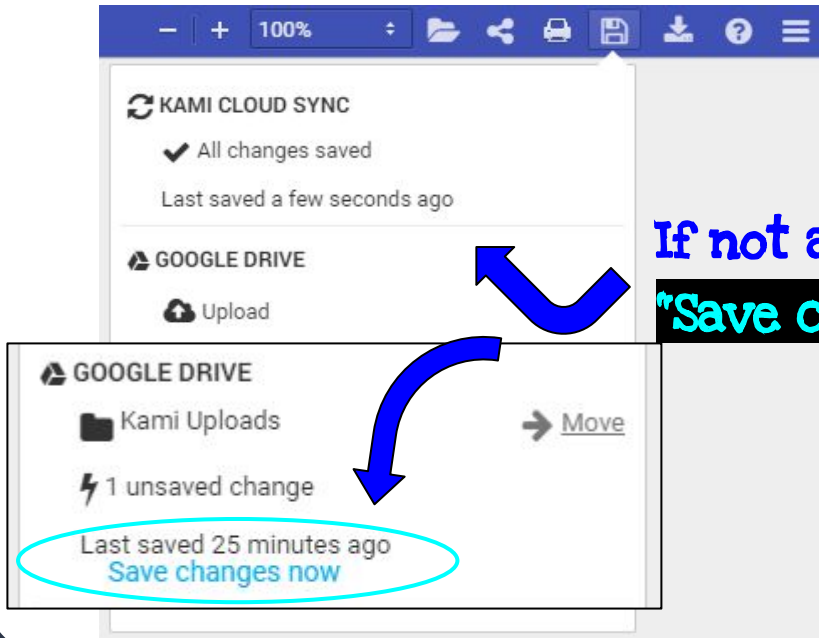 100%
KAMI CLOUD SYNC
All changes saved
Last saved a few seconds ago
GOOGLE DRIVE
Upload
If not
"Save
GOOGLE DRIVE
Kami Uploads
Move
1 unsaved change
Last saved 25 minutes ago
Save changes now